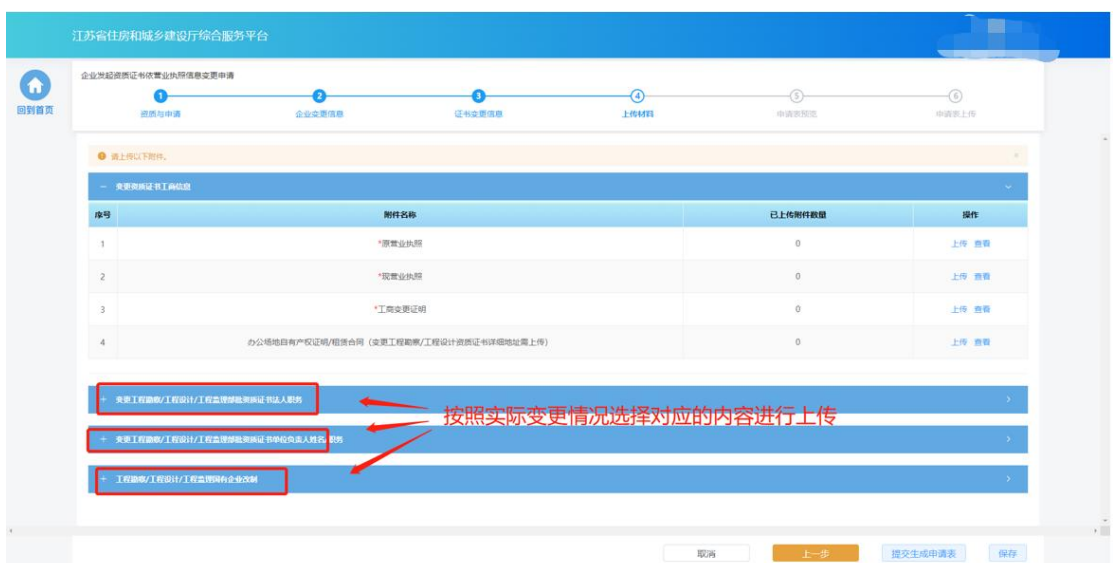 江苏省住房和城乡建设厅综合服务平台
回到首页
企业发起资质证书依营业执照信息变更申请
1 2 3 4 5 6
资质与申请 企业变更信息 证书变更信息 上传材料 申请表预览 申请表上传
请上传以下附件。
变更资质证书工商信息
序号 附件名称 已上传附件数量 操作
1 *原营业执照 0 上传 查看
2 *现营业执照 0 上传 查看
3 *工商变更证明 0 上传 查看
4 办公场地自有产权证明/租赁合同（变更工程勘察/工程设计资质证书详细地址需上传） 0 上传 查看
+ 变更工程勘察/工程设计/工程监理部批资质证书法人职务
按照实际变更情况选择对应的内容进行上传
+ 变更工程勘察/工程设计/工程监理部批资质证书单位负责人姓名/职务
+ 工程勘察/工程设计/工程监理国有企业改制
取消 上一步 提交生成申请表 保存